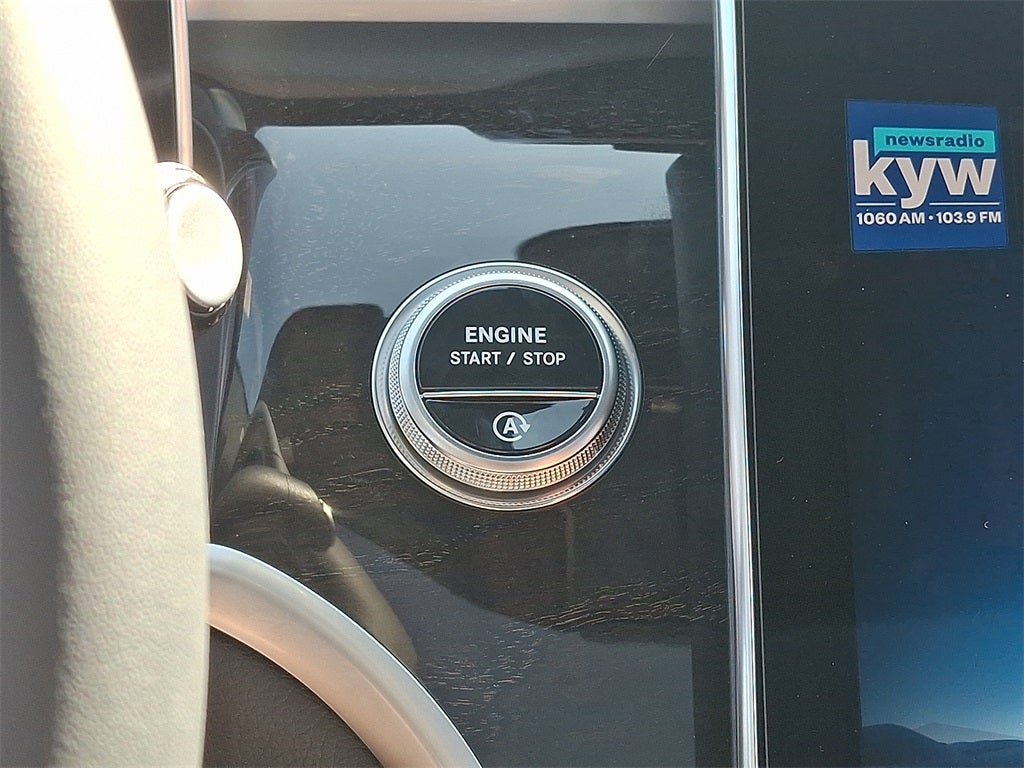 ENGINE
START / STOP
A
newsradio
kyw
1060 AM • 103.9 FM